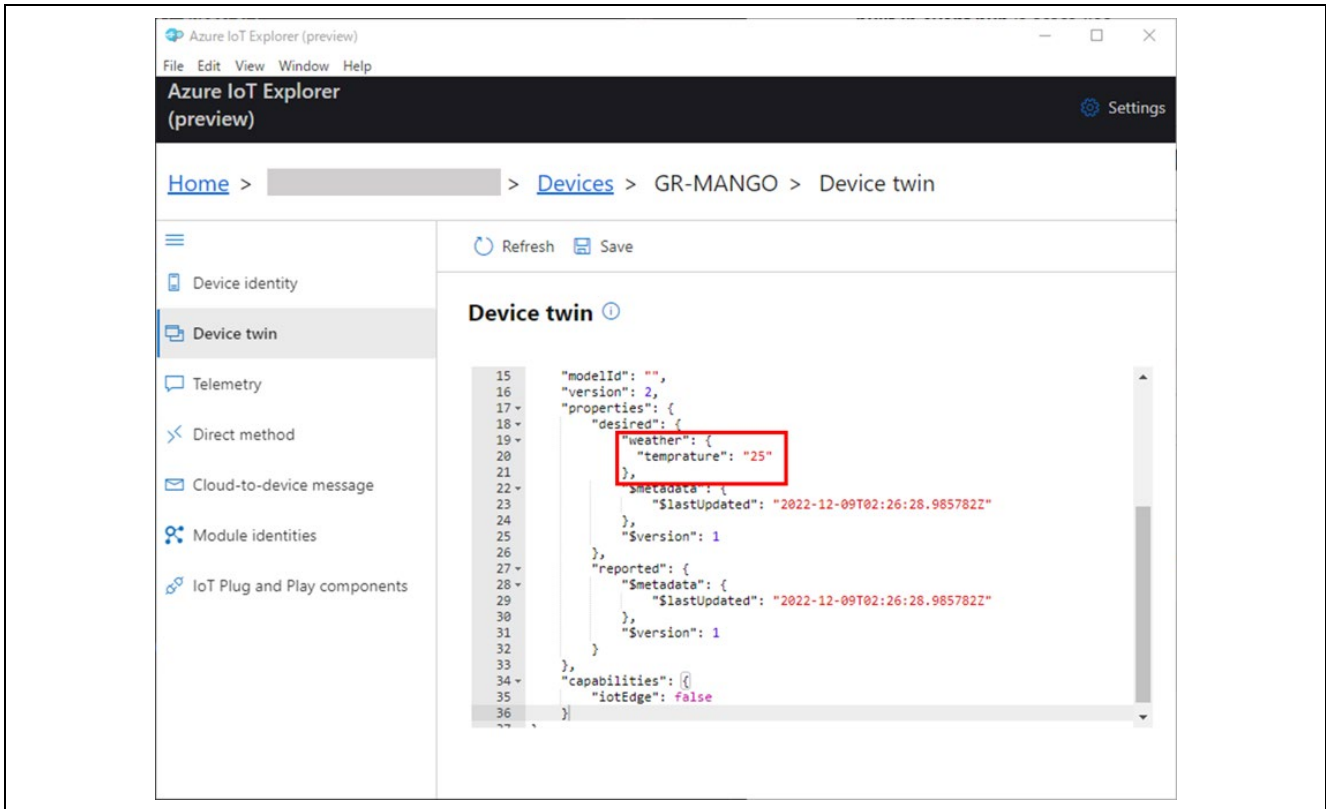 Azure IoT Explorer (preview)
File Edit View Window Help
Azure IoT Explorer
(preview)
Settings
Home > > Devices > GR-MANGO > Device twin
Refresh Save
Device identity
Device twin
Telemetry
Direct method
Cloud-to-device message
Module identities
IoT Plug and Play components
Device twin
15 "modelId": "",
16 "version": 2,
17 "properties": {
18 "desired": {
19 "weather": {
20 "temprature": "25"
21 },
22 "$metadata": {
23 "$lastUpdated": "2022-12-09T02:26:28.985782Z"
24 },
25 "$version": 1
26 },
27 "reported": {
28 "$metadata": {
29 "$lastUpdated": "2022-12-09T02:26:28.985782Z"
30 },
31 "$version": 1
32 }
33 },
34 "capabilities": {
35 "iotEdge": false
36 }